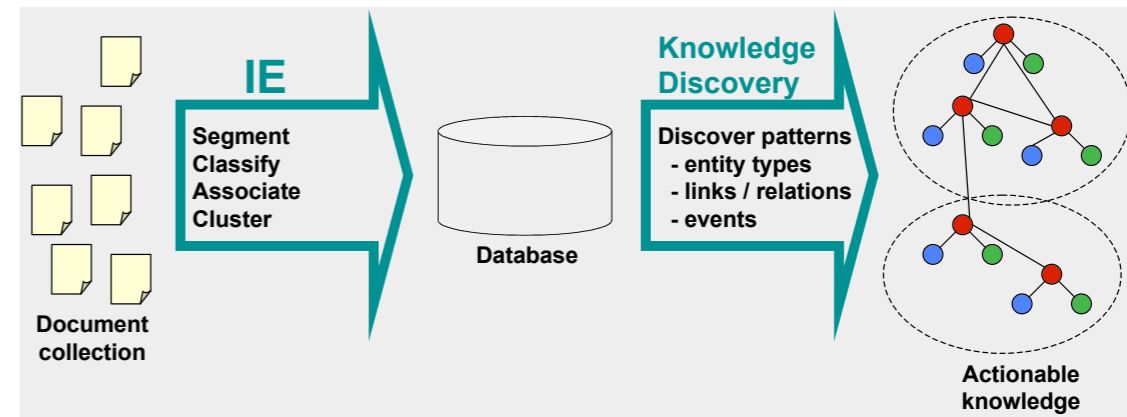 Document
collection
IE
Segment
Classify
Associate
Cluster
Database
Knowledge
Discovery
Discover patterns
- entity types
- links / relations
- events
Actionable
knowledge